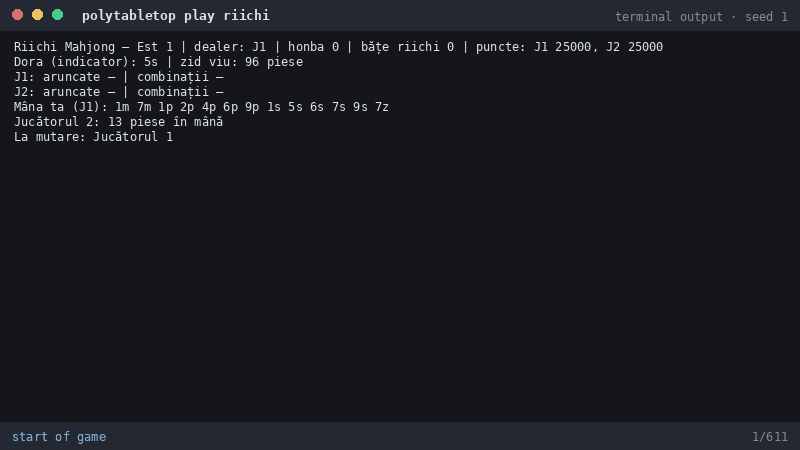 polytabletop play riichi
terminal output · seed 1
Riichi Mahjong — Est 1 | dealer: J1 | honba 0 | bățe riichi 0 | puncte: J1 25000, J2 25000
Dora (indicator): 5s | zid viu: 96 piese
J1: aruncate — | combinații —
J2: aruncate — | combinații —
Mâna ta (J1): 1m 7m 1p 2p 4p 6p 9p 1s 5s 6s 7s 9s 7z
Jucătorul 2: 13 piese în mână
La mutare: Jucătorul 1
start of game
1/611